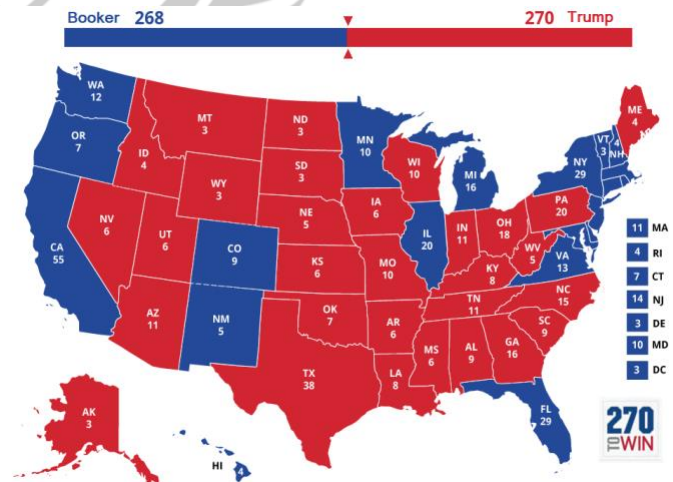 Booker 268
270 Trump
WA
12
OR
7
CA
55
NV
6
ID
4
MT
3
WY
3
UT
6
CO
9
AZ
11
NM
5
ND
3
SD
3
NE
5
KS
6
OK
7
TX
38
MN
10
IA
6
MO
10
AR
6
LA
8
WI
10
IL
20
MI
16
IN
11
OH
18
KY
8
TN
11
MS
6
AL
9
GA
16
FL
29
SC
9
NC
15
VA
13
WV
5
PA
20
NY
29
VT
3
4
NH
ME
4
11 MA
4 RI
7 CT
14 NJ
3 DE
10 MD
3 DC
AK
3
HI
4
270
TO WIN